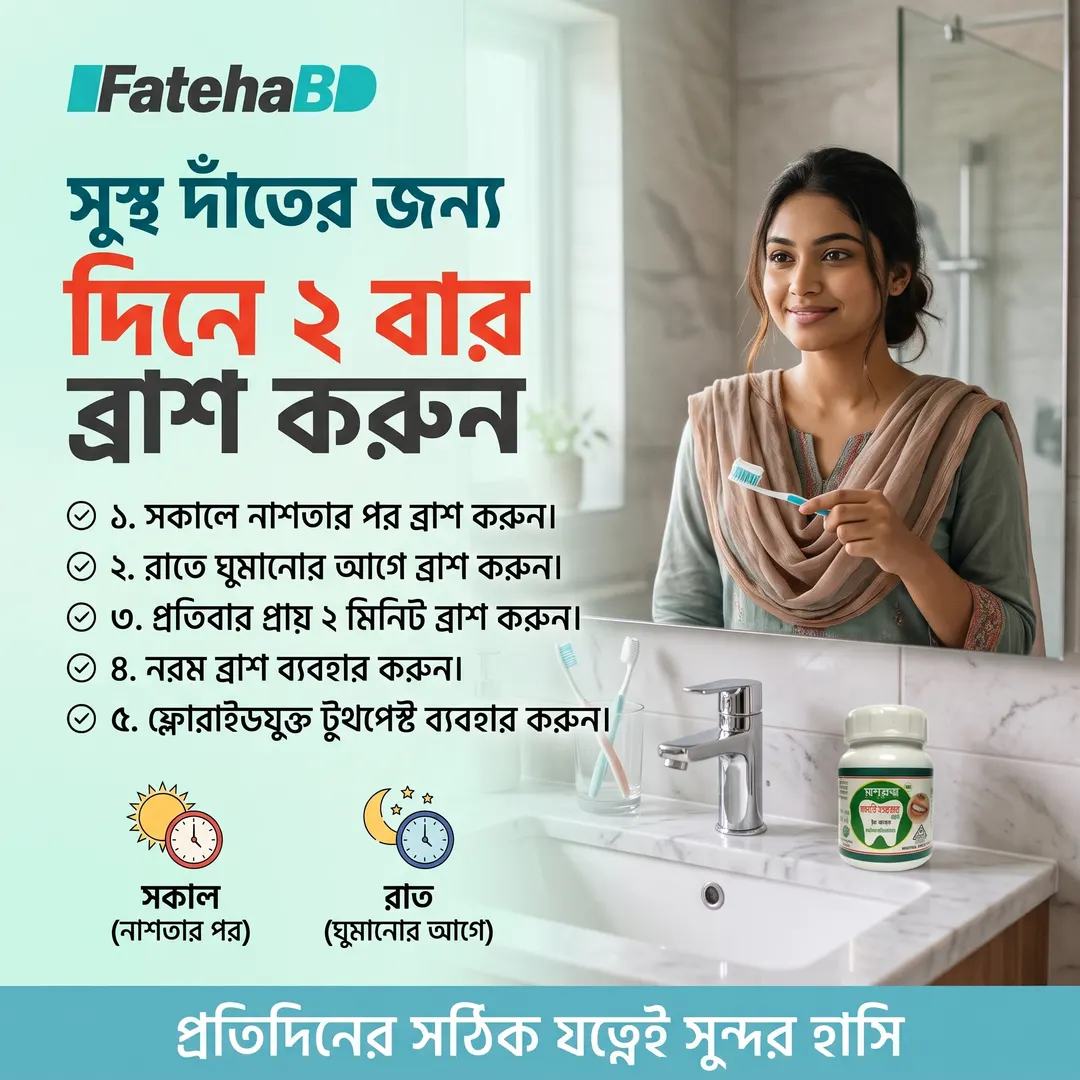 FatehaBD
সুস্থ দাঁতের জন্য
দিনে ২ বার
ব্রাশ করুন
১. সকালে নাশতার পর ব্রাশ করুন।
২. রাতে ঘুমানোর আগে ব্রাশ করুন।
৩. প্রতিবার প্রায় ২ মিনিট ব্রাশ করুন।
৪. নরম ব্রাশ ব্যবহার করুন।
৫. ফ্লোরাইডযুক্ত টুথপেস্ট ব্যবহার করুন।
সকাল
(নাশতার পর)
রাত
(ঘুমানোর আগে)
প্রতিদিনের সঠিক যত্নেই সুন্দর হাসি